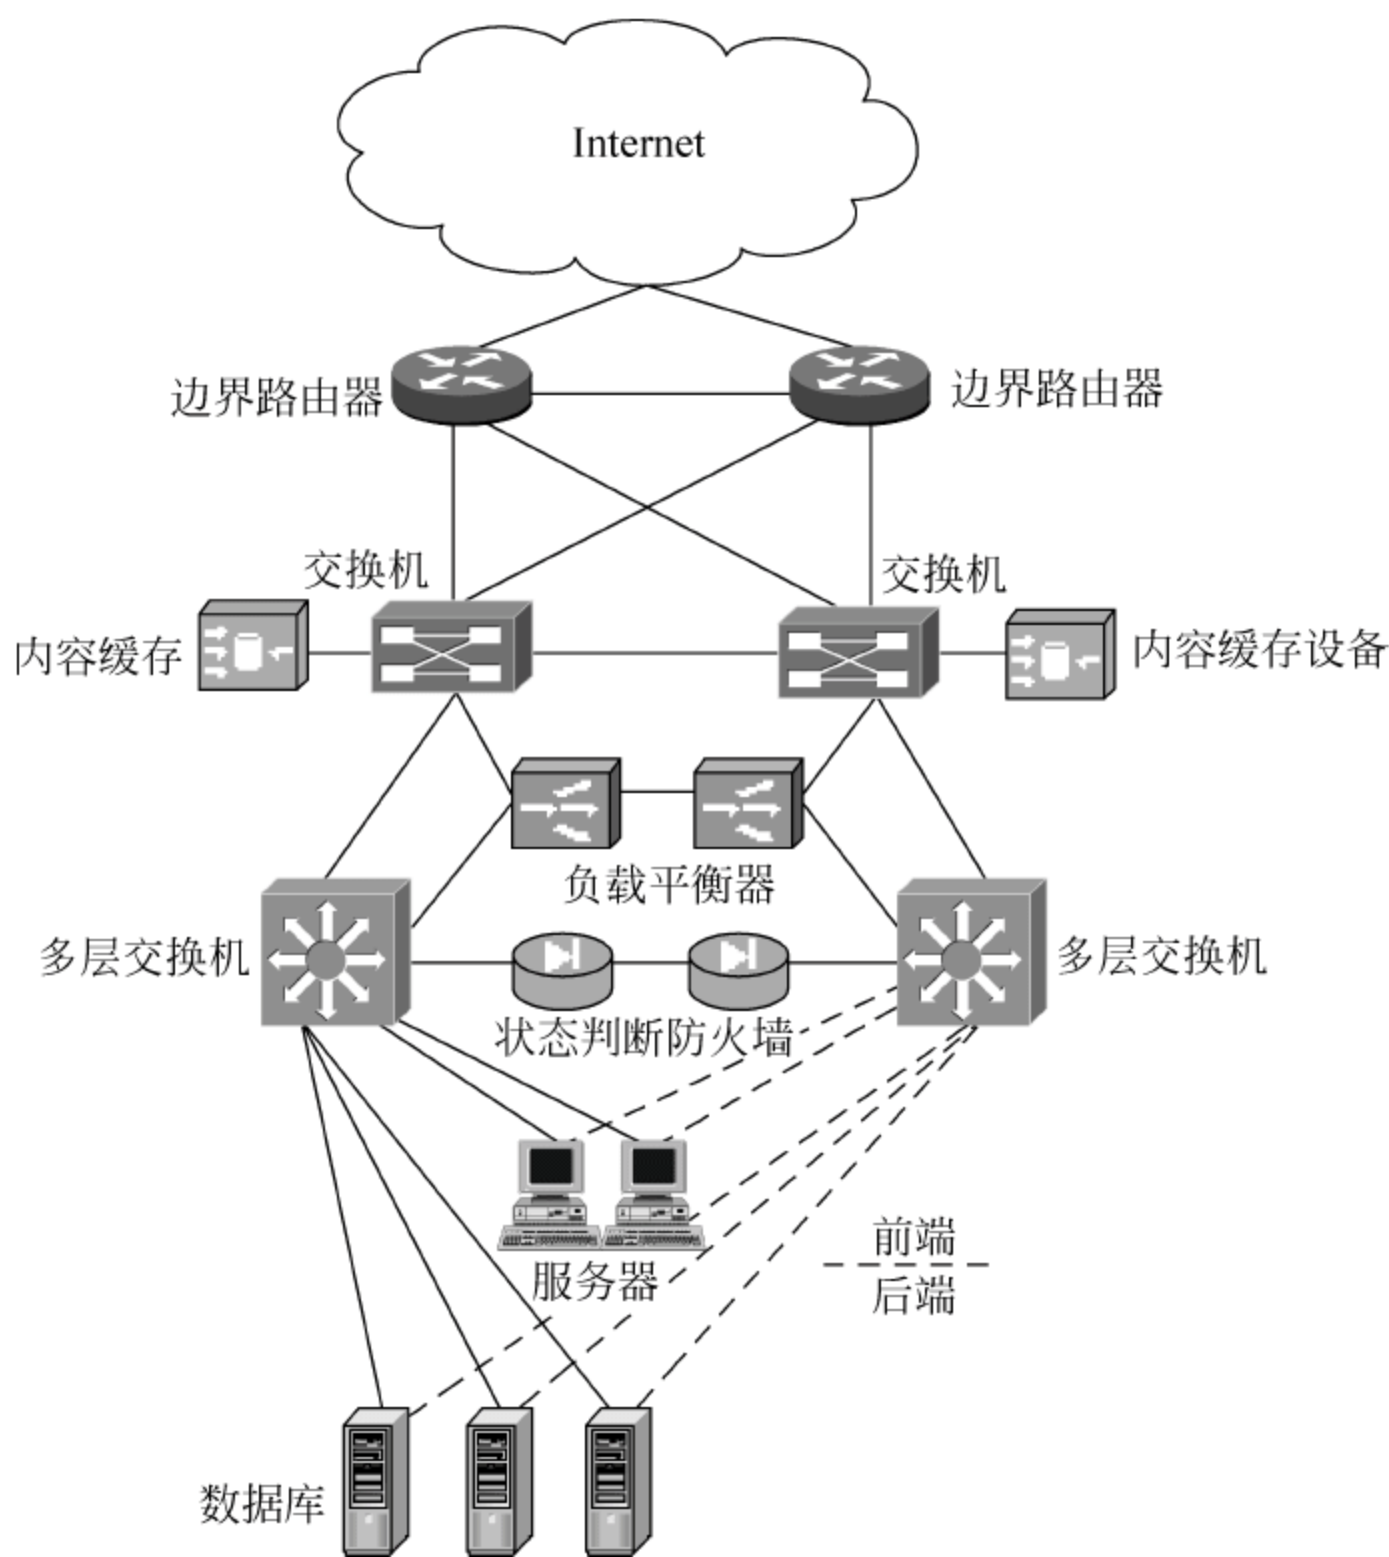 Internet
边界路由器
边界路由器
交换机
交换机
内容缓存
内容缓存设备
负载平衡器
多层交换机
多层交换机
状态判断防火墙
服务器
前端
后端
数据库